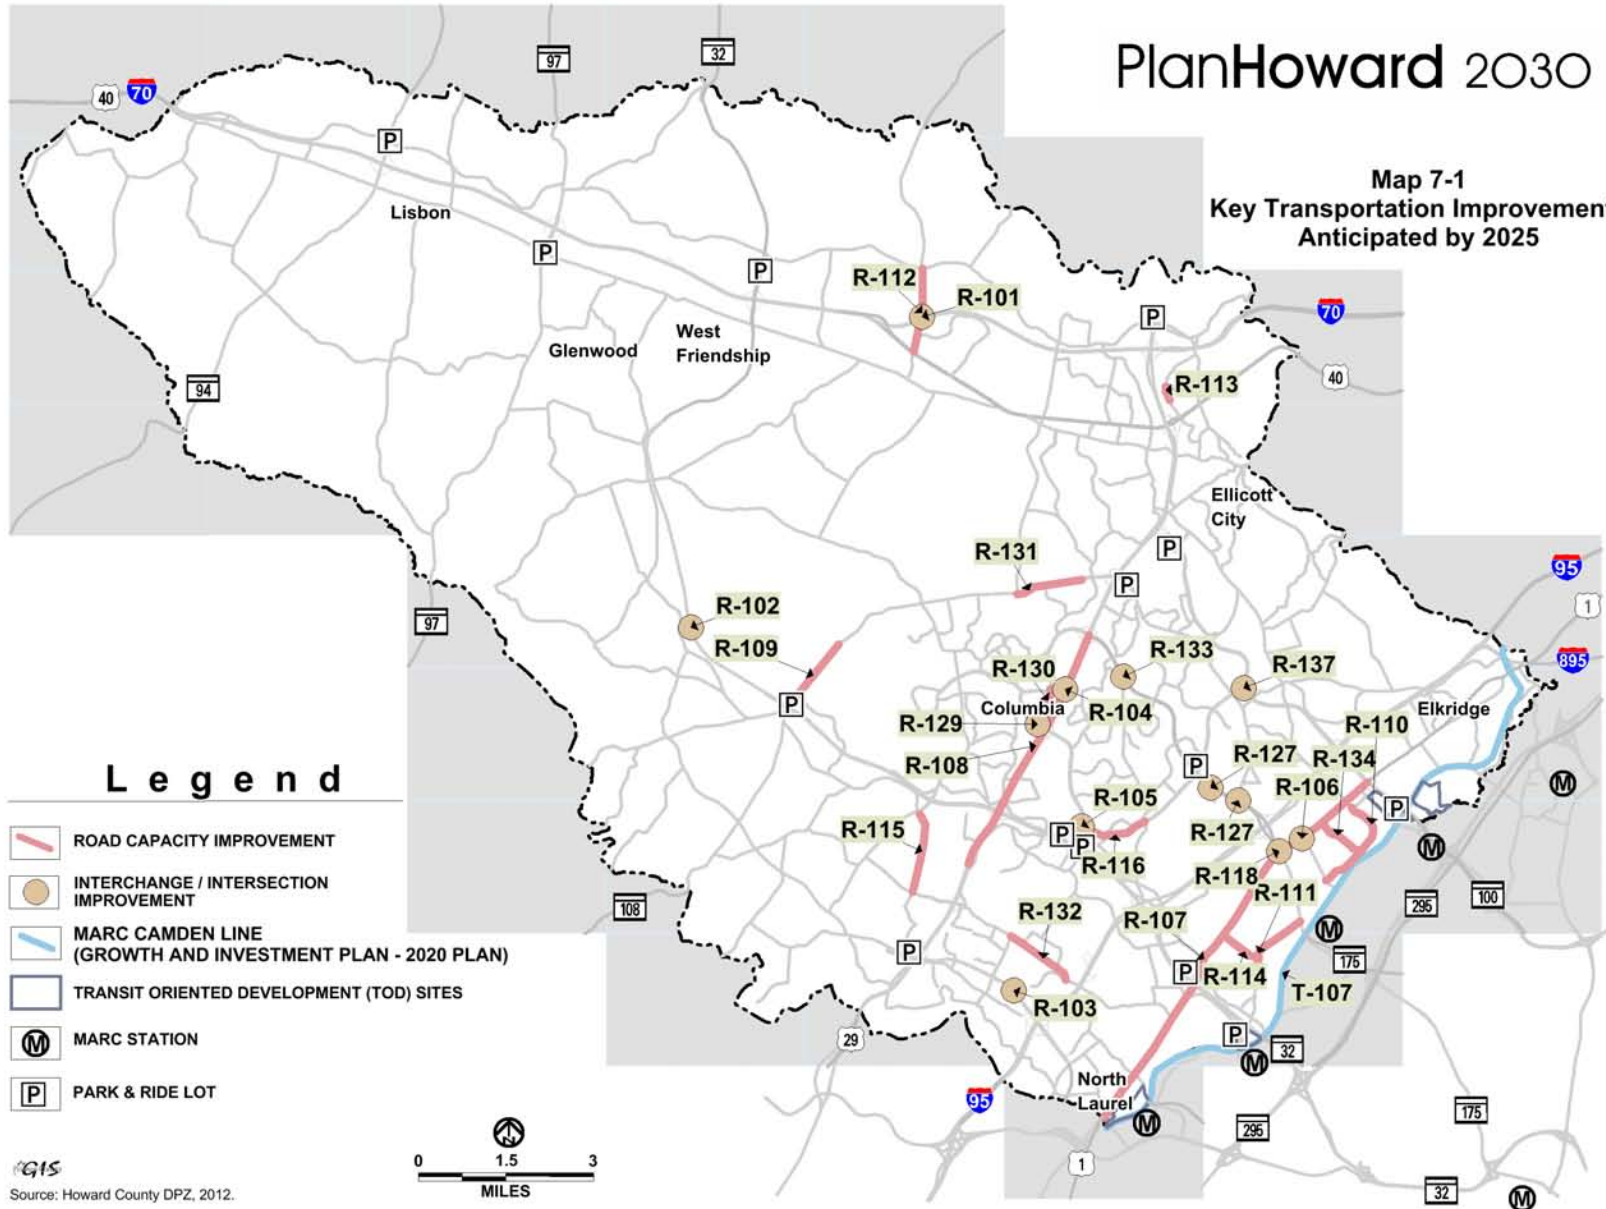 PlanHoward 2030
Map 7-1
Key Transportation Improvement
Anticipated by 2025
97
32
40
70
P
Lisbon
P
P
R-112
R-101
P
70
West
Friendship
Glenwood
R-113
40
94
Ellicott
City
R-131
P
P
95
1
97
R-102
R-109
P
R-130
R-133
R-137
895
Columbia
R-104
Elkridge
R-129
R-110
R-108
P
R-127
R-134
R-106
M
R-105
R-127
P
R-115
P
P
R-116
M
R-118
R-111
108
R-132
R-107
295
100
M
P
P
R-114
175
T-107
R-103
29
P
32
M
North
Laurel
95
M
175
295
1
32
M
Legend
ROAD CAPACITY IMPROVEMENT
INTERCHANGE / INTERSECTION
IMPROVEMENT
MARC CAMDEN LINE
(GROWTH AND INVESTMENT PLAN - 2020 PLAN)
TRANSIT ORIENTED DEVELOPMENT (TOD) SITES
M MARC STATION
P PARK & RIDE LOT
N
0 1.5 3
MILES
GIS
Source: Howard County DPZ, 2012.